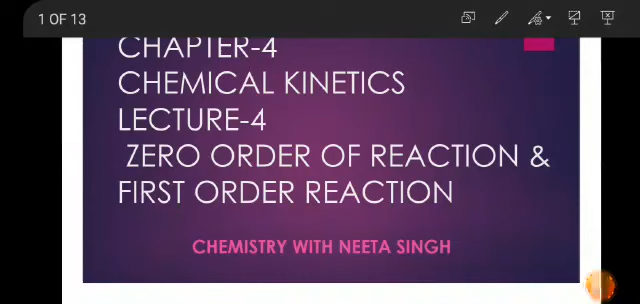 1 OF 13
CHAPTER-4
CHEMICAL KINETICS
LECTURE-4
ZERO ORDER OF REACTION &
FIRST ORDER REACTION
CHEMISTRY WITH NEETA SINGH